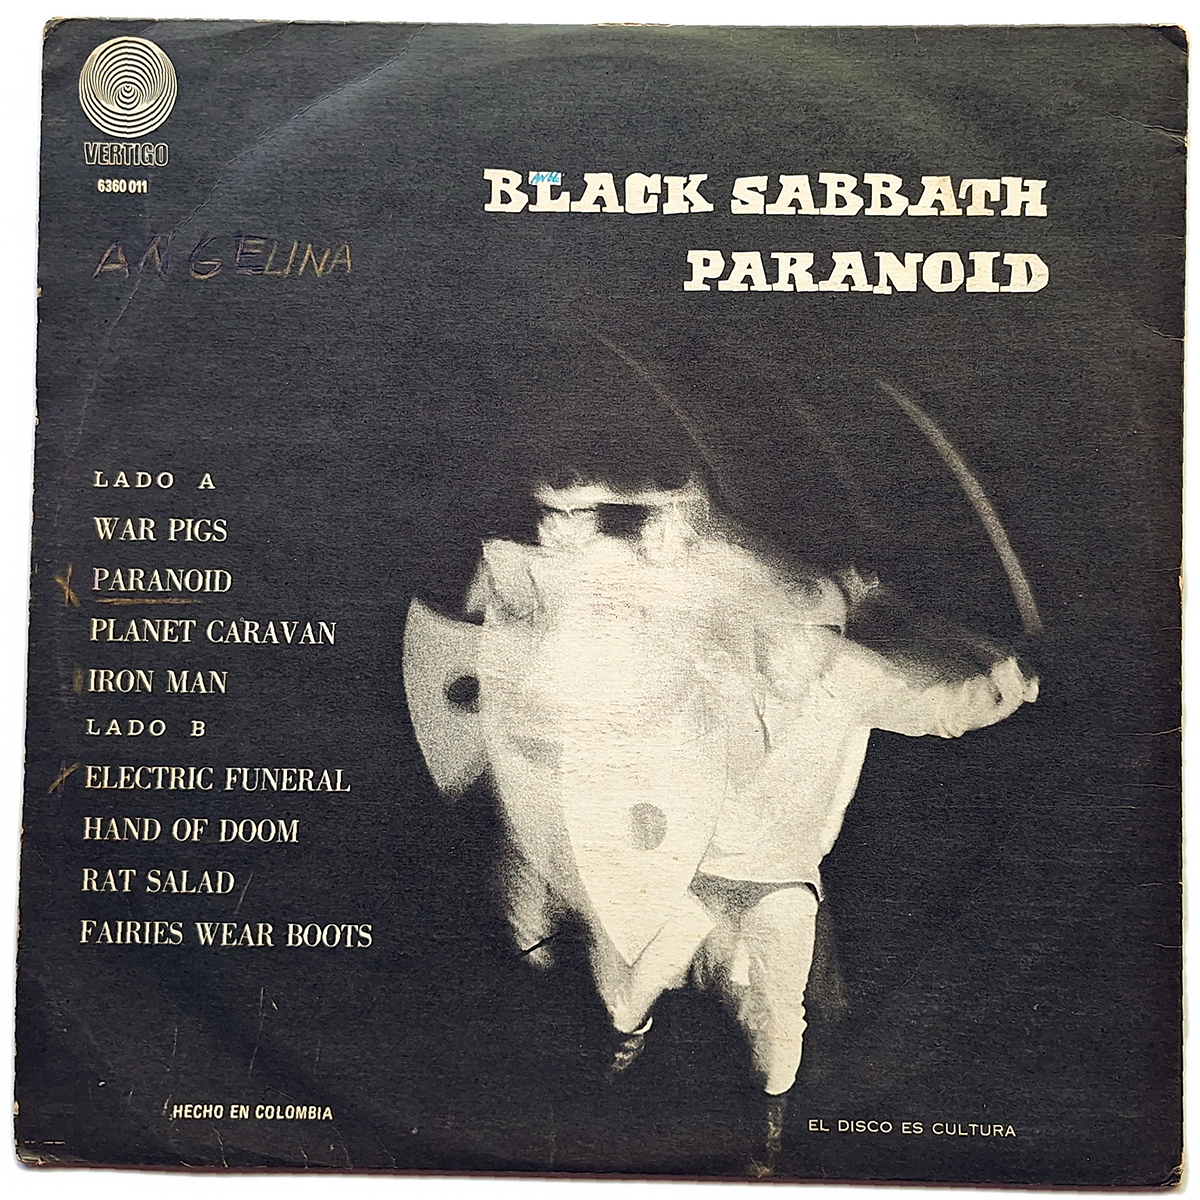 VERTIGO
6360 011
BLACK SABBATH
PARANOID
ANGELINA
LADO A
WAR PIGS
PARANOID
PLANET CARAVAN
IRON MAN
LADO B
ELECTRIC FUNERAL
HAND OF DOOM
RAT SALAD
FAIRIES WEAR BOOTS
HECHO EN COLOMBIA
EL DISCO ES CULTURA